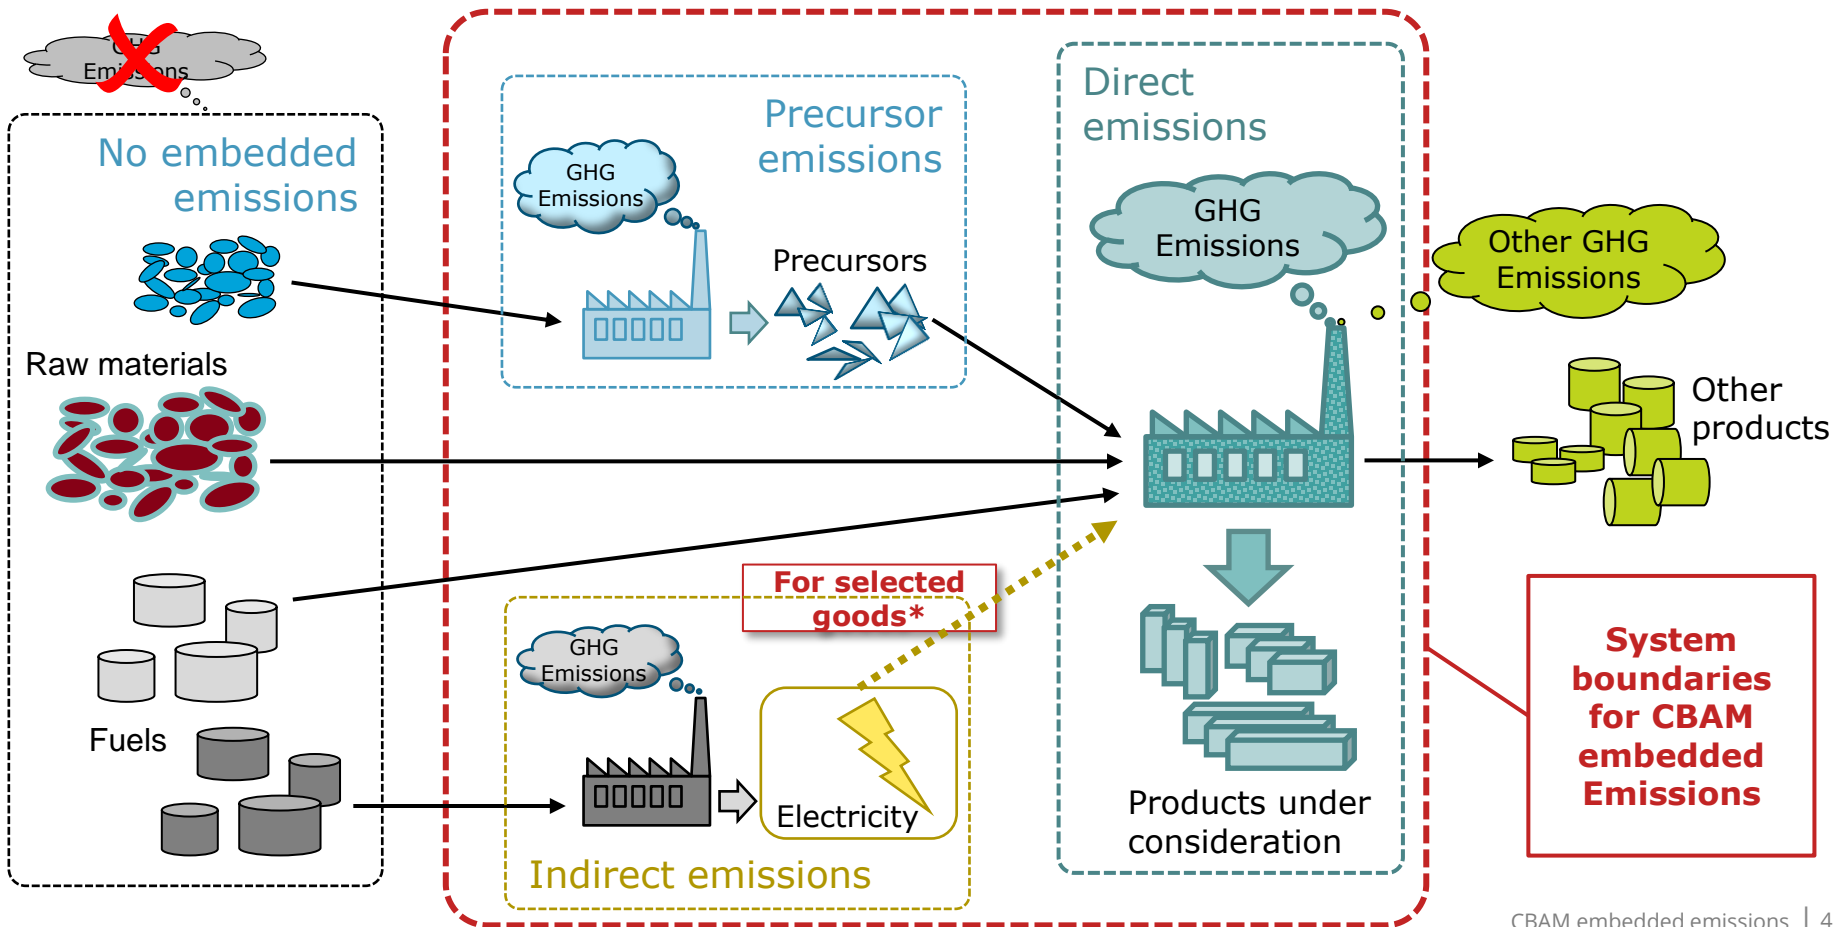 GHG
Emissions
No embedded
emissions
Raw materials
Fuels
Precursor
emissions
GHG
Emissions
Precursors
For selected
goods*
GHG
Emissions
Electricity
Indirect emissions
Direct
emissions
GHG
Emissions
Products under
consideration
Other GHG
Emissions
Other
products
System
boundaries
for CBAM
embedded
Emissions
CBAM embedded emissions | 4